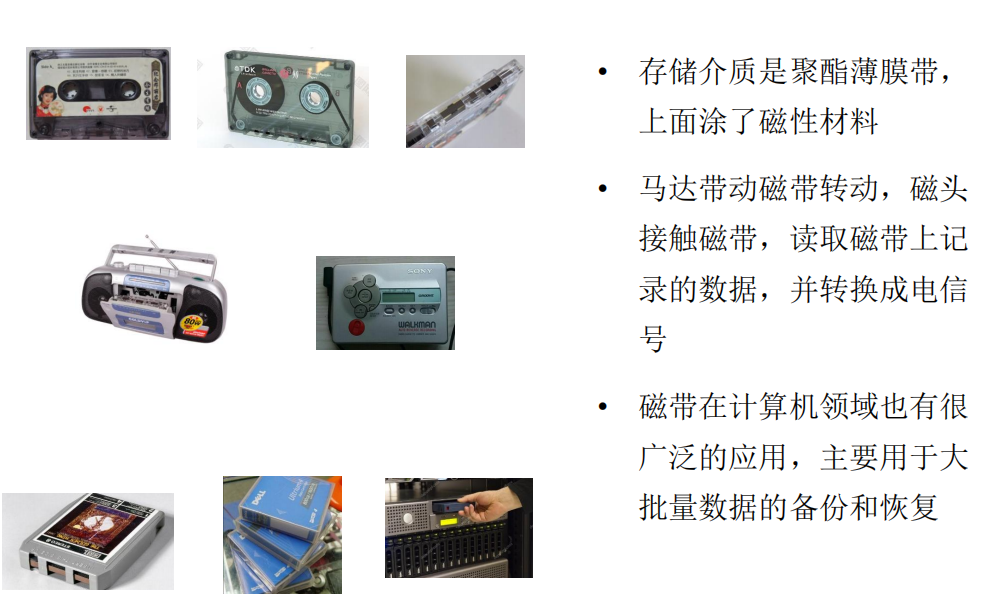 TDK
A
B
SONY
WALKMAN
DELL
• 存储介质是聚酯薄膜带，
上面涂了磁性材料
• 马达带动磁带转动，磁头
接触磁带，读取磁带上记
录的数据，并转换成电信
号
• 磁带在计算机领域也有很
广泛的应用，主要用于大
批量数据的备份和恢复